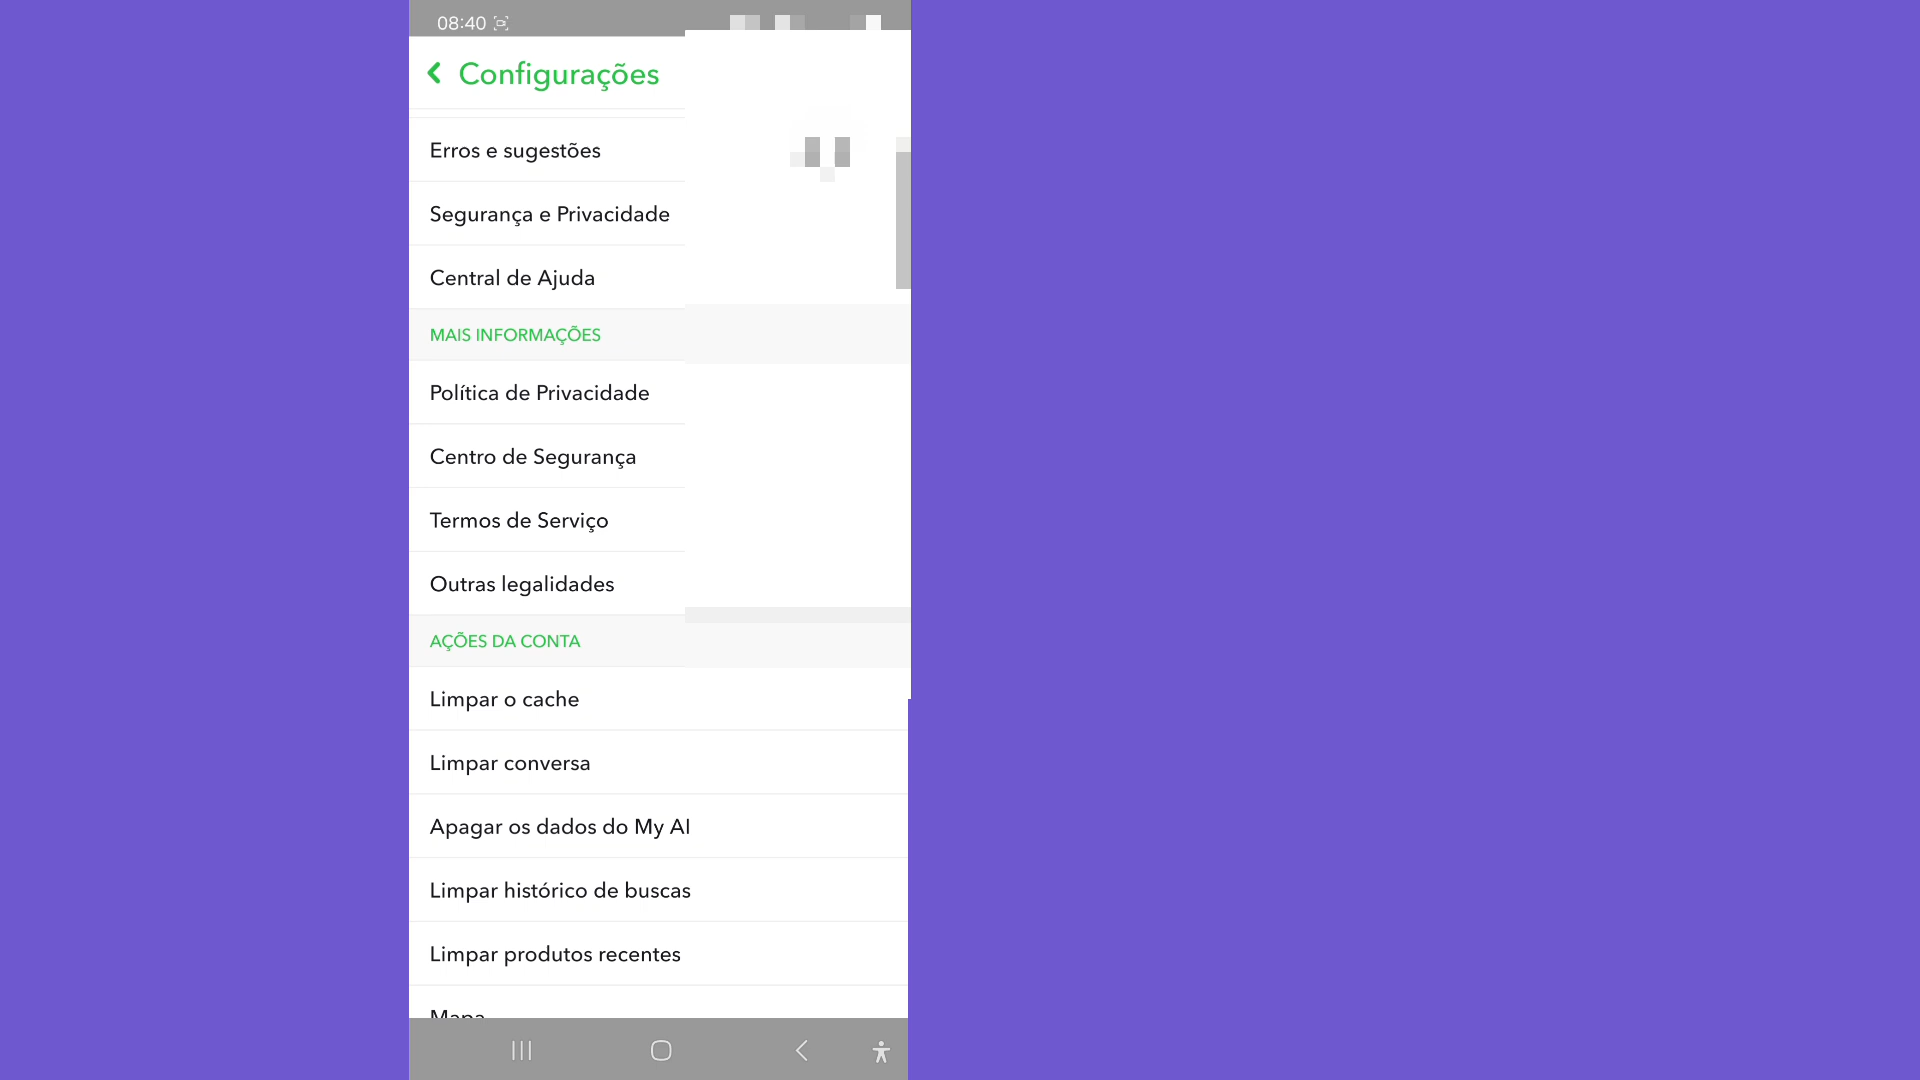 08:40
Configurações
Erros e sugestões
Segurança e Privacidade
Central de Ajuda
MAIS INFORMAÇÕES
Política de Privacidade
Centro de Segurança
Termos de Serviço
Outras legalidades
AÇÕES DA CONTA
Limpar o cache
Limpar conversa
Apagar os dados do My AI
Limpar histórico de buscas
Limpar produtos recentes
Mapa